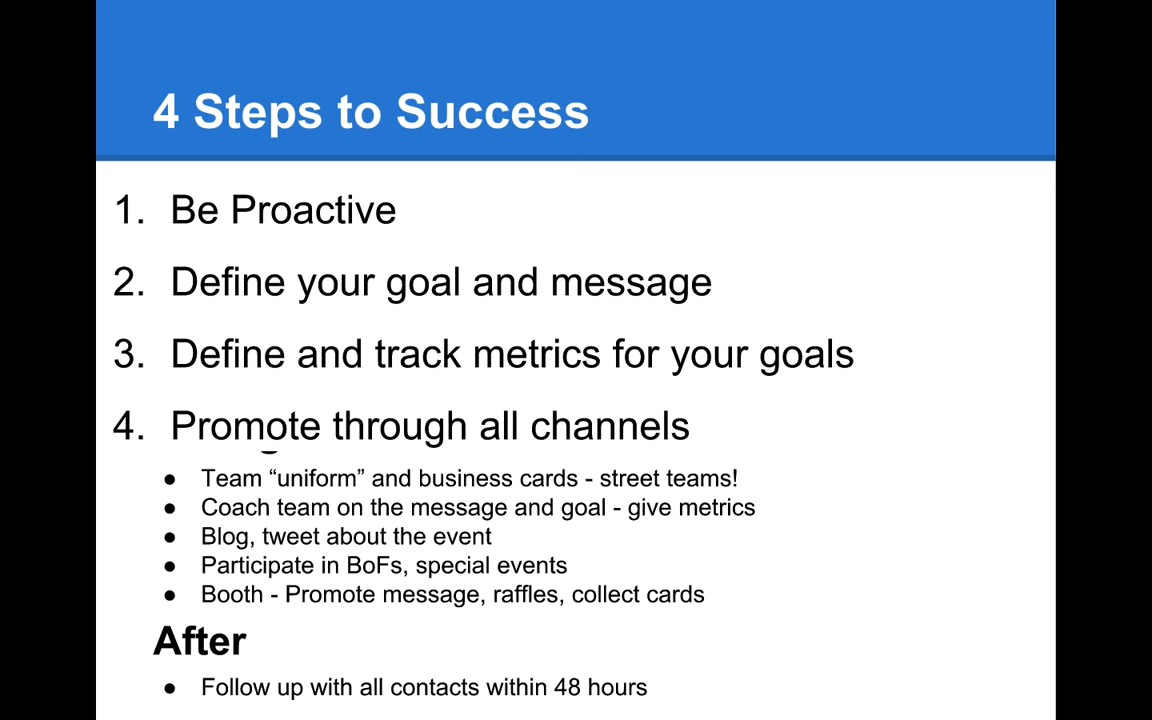 4 Steps to Success
1. Be Proactive
2. Define your goal and message
3. Define and track metrics for your goals
4. Promote through all channels
● Team “uniform” and business cards - street teams!
● Coach team on the message and goal - give metrics
● Blog, tweet about the event
● Participate in BoFs, special events
● Booth - Promote message, raffles, collect cards
After
● Follow up with all contacts within 48 hours